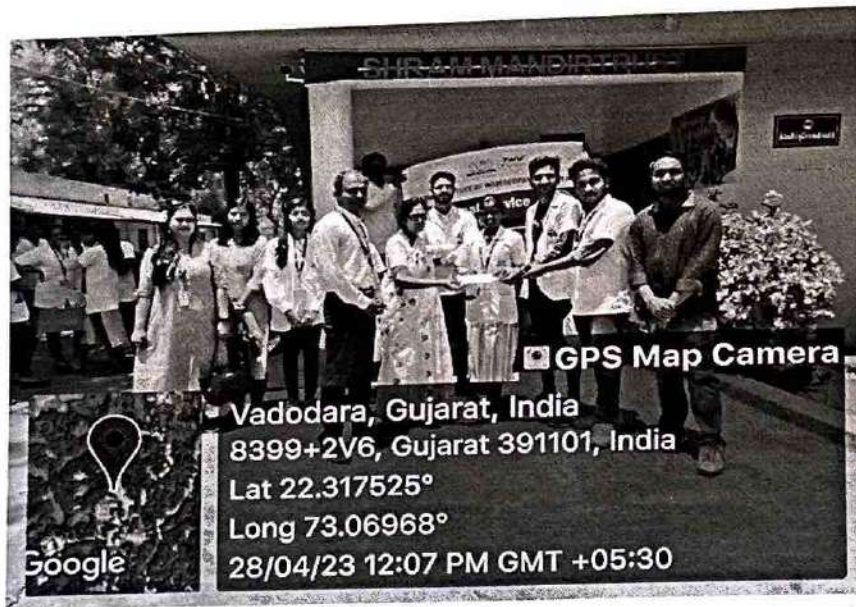 SHRAM MANDIR TRUST
GPS Map Camera
Vadodara, Gujarat, India
8399+2V6, Gujarat 391101, India
Lat 22.317525°
Long 73.06968°
28/04/23 12:07 PM GMT +05:30
Google